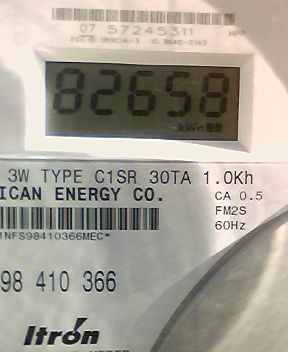 07 57245311
82658
kWh
3W TYPE C1SR 30TA 1.0Kh
ICAN ENERGY CO.
CA 0.5
FM2S
60Hz
1NFS98410366MEC*
98 410 366
Itrón